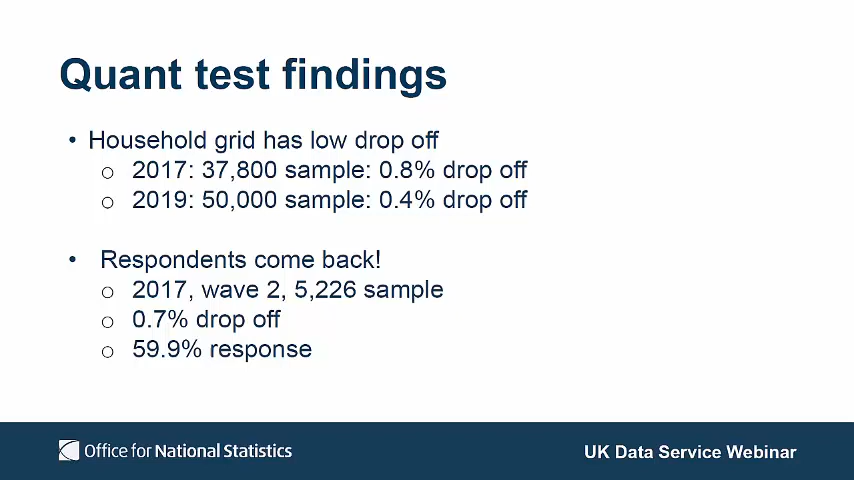 Quant test findings
• Household grid has low drop off
o 2017: 37,800 sample: 0.8% drop off
o 2019: 50,000 sample: 0.4% drop off
• Respondents come back!
o 2017, wave 2, 5,226 sample
o 0.7% drop off
o 59.9% response
Office for National Statistics
UK Data Service Webinar